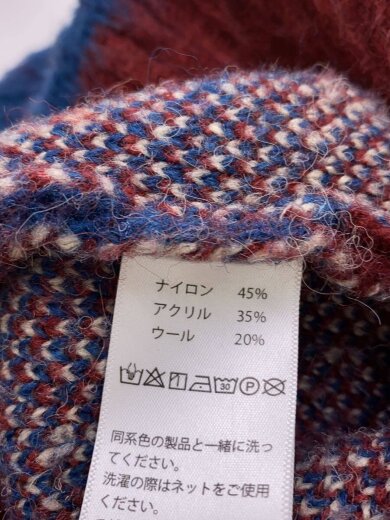 ナイロン 45%
アクリル 35%
ウール 20%
同系色の製品と一緒に洗っ
てください。
洗濯の際はネットをご使用
ください。